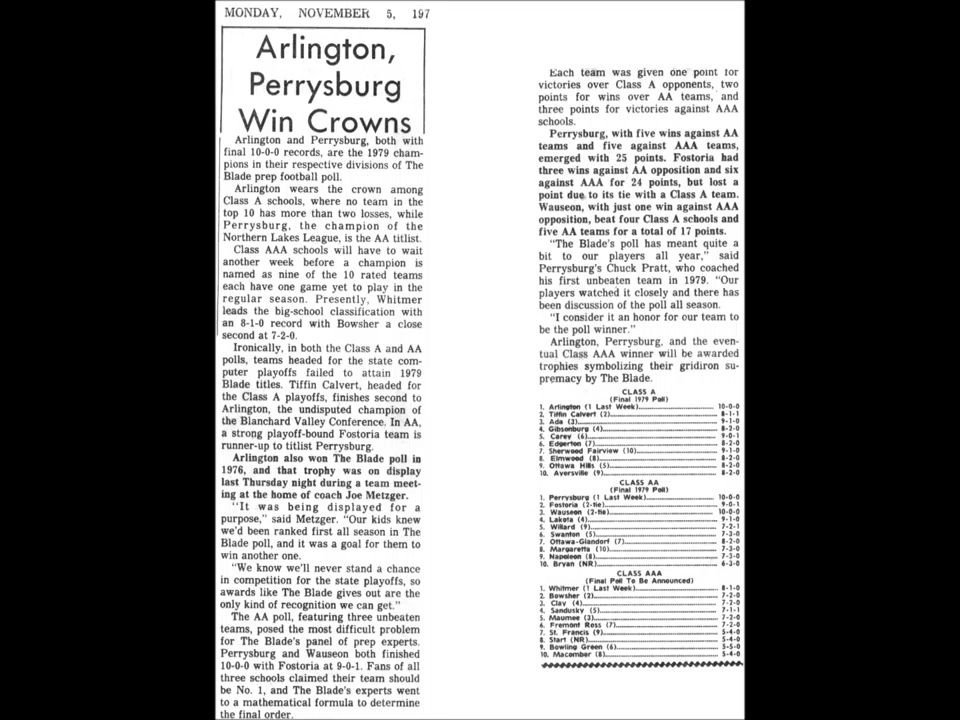 MONDAY, NOVEMBER 5, 197
Arlington,
Perrysburg
Win Crowns
Arlington and Perrysburg, both with
final 10-0-0 records, are the 1979 cham-
pions in their respective divisions of The
Blade prep football poll.
Arlington wears the crown among
Class A schools, where no team in the
top 10 has more than two losses, while
Perrysburg, the champion of the
Northern Lakes League, is the AA titlist.
Class AAA schools will have to wait
another week before a champion is
named as nine of the 10 rated teams
each have one game yet to play in the
regular season. Presently, Whitmer
leads the big-school classification with
an 8-1-0 record with Bowsher a close
second at 7-2-0.
Ironically, in both the Class A and AA
polls, teams headed for the state com-
puter playoffs failed to attain 1979
Blade titles. Tiffin Calvert, headed for
the Class A playoffs, finishes second to
Arlington, the undisputed champion of
the Blanchard Valley Conference. In AA,
a strong playoff-bound Fostoria team is
runner-up to titlist Perrysburg.
Arlington also won The Blade poll in
1976, and that trophy was on display
last Thursday night during a team meet-
ing at the home of coach Joe Metzger.
"It was being displayed for a
purpose," said Metzger. "Our kids knew
we'd been ranked first all season in The
Blade poll, and it was a goal for them to
win another one.
"We know we'll never stand a chance
in competition for the state playoffs, so
awards like The Blade gives out are the
only kind of recognition we can get."
The AA poll, featuring three unbeaten
teams, posed the most difficult problem
for The Blade's panel of prep experts.
Perrysburg and Wauseon both finished
10-0-0 with Fostoria at 9-0-1. Fans of all
three schools claimed their team should
be No. 1, and The Blade's experts went
to a mathematical formula to determine
the final order.
Each team was given one point for
victories over Class A opponents, two
points for wins over AA teams, and
three points for victories against AAA
schools.
Perrysburg, with five wins against AA
teams and five against AAA teams,
emerged with 25 points. Fostoria had
three wins against AA opposition and six
against AAA for 24 points, but lost a
point due to its tie with a Class A team.
Wauseon, with just one win against AAA
opposition, beat four Class A schools and
five AA teams for a total of 17 points.
"The Blade's poll has meant quite a
bit to our players all year," said
Perrysburg's Chuck Pratt, who coached
his first unbeaten team in 1979. "Our
players watched it closely and there has
been discussion of the poll all season.
"I consider it an honor for our team to
be the poll winner."
Arlington, Perrysburg, and the even-
tual Class AAA winner will be awarded
trophies symbolizing their gridiron su-
premacy by The Blade.
CLASS A
(Final 1979 Poll)
1. Arlington (1 Last Week) 10-0-0
2. Tiffin Calvert (2) 8-1-1
3. Ada (3) 9-1-0
4. Gibsonburg (4) 8-2-0
5. Carey (6) 9-0-1
6. Edgerton (7) 8-2-0
7. Sherwood Fairview (10) 9-1-0
8. Elmwood (8) 8-2-0
9. Ottawa Hills (5) 8-2-0
10. Ayersville (9) 8-2-0
CLASS AA
(Final 1979 Poll)
1. Perrysburg (1 Last Week) 10-0-0
2. Fostoria (2-tie) 9-0-1
3. Wauseon (2-tie) 10-0-0
4. Lakota (4) 9-1-0
5. Willard (9) 7-2-1
6. Swanton (5) 7-3-0
7. Ottawa-Glandorf (7) 8-2-0
8. Margaretta (10) 7-3-0
9. Napoleon (8) 7-3-0
10. Bryan (NR) 6-3-0
CLASS AAA
(Final Poll To Be Announced)
1. Whitmer (1 Last Week) 8-1-0
2. Bowsher (2) 7-2-0
3. Clay (4) 7-2-0
4. Sandusky (5) 7-1-1
5. Maumee (3) 7-2-0
6. Fremont Ross (7) 7-2-0
7. St. Francis (9) 5-4-0
8. Start (NR) 5-4-0
9. Bowling Green (6) 5-5-0
10. Macomber (8) 5-4-0